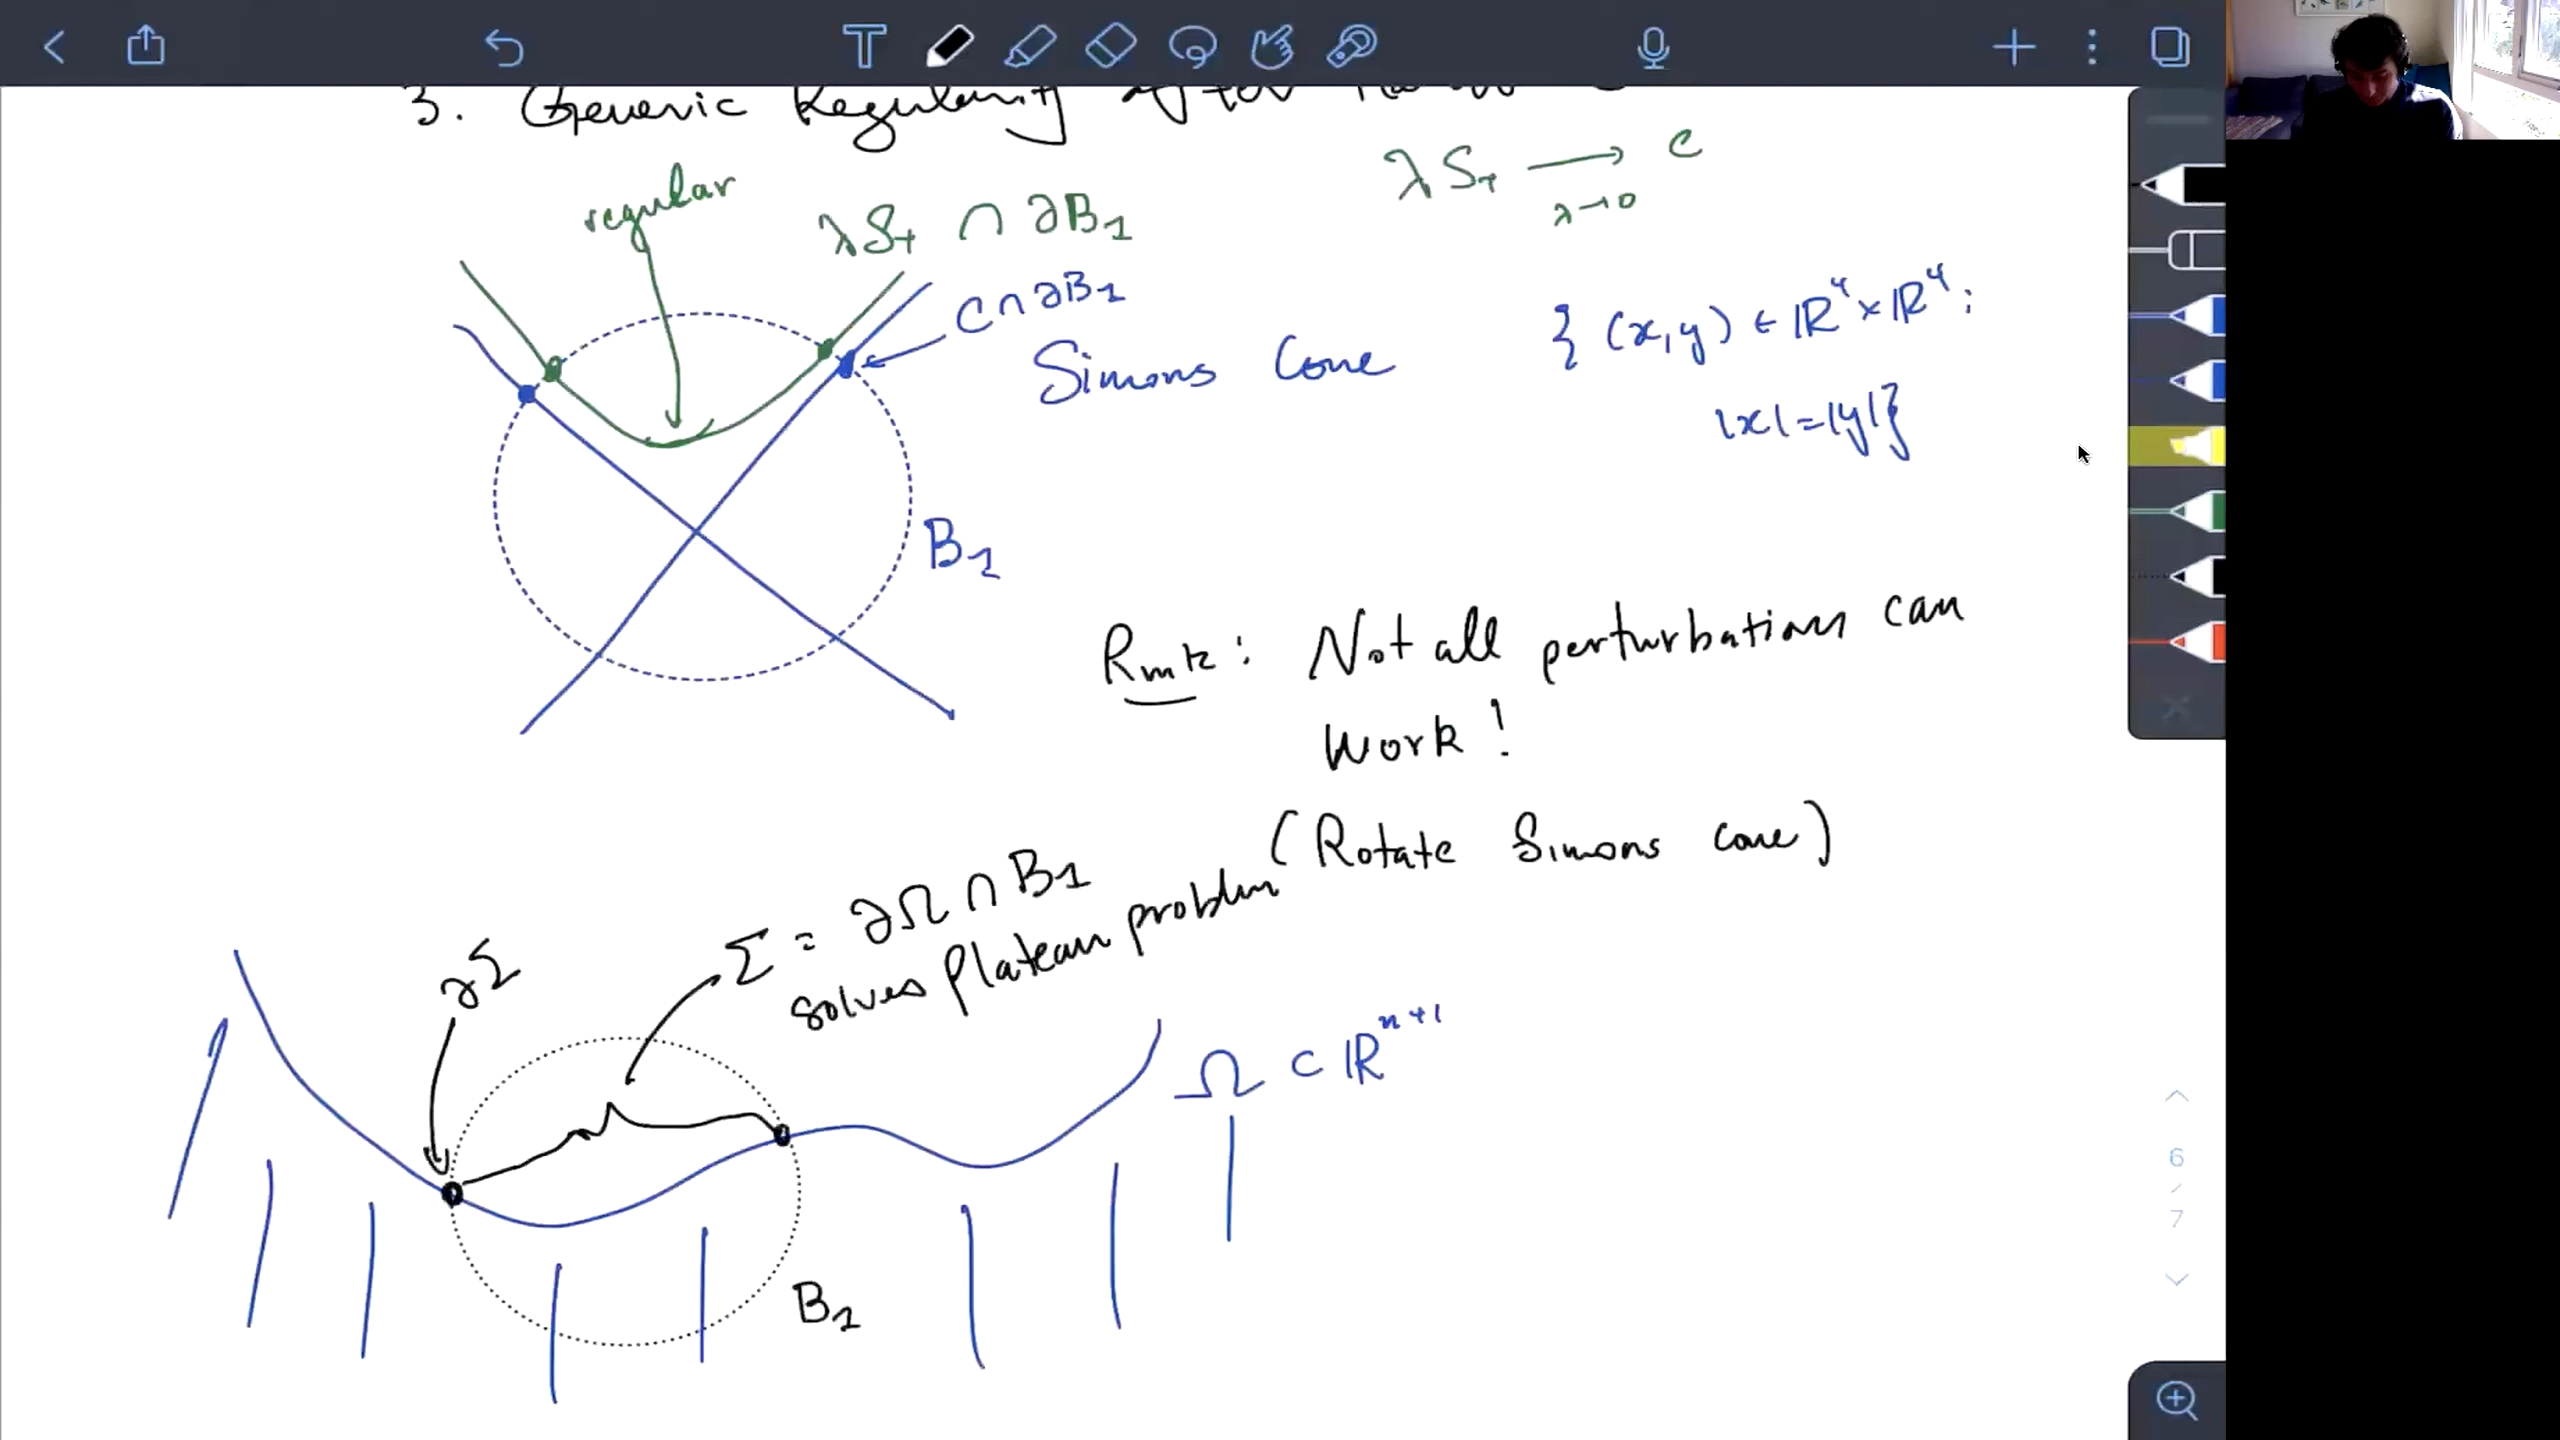 3. Generic Regularity after
λS₊ → C
λ→0
regular
λS₊ ∩ ∂B₁
C∩∂B₁
Simons Cone
{ (x,y) ∈ ℝ⁴×ℝ⁴:
|x|=|y|}
B₁
Rmk: Not all perturbations can
work!
(Rotate Simons cone)
Σ = ∂Ω ∩ B₁
solves Plateau problem
∂Σ
Ω ⊂ ℝⁿ⁺¹
B₁
6
/
7